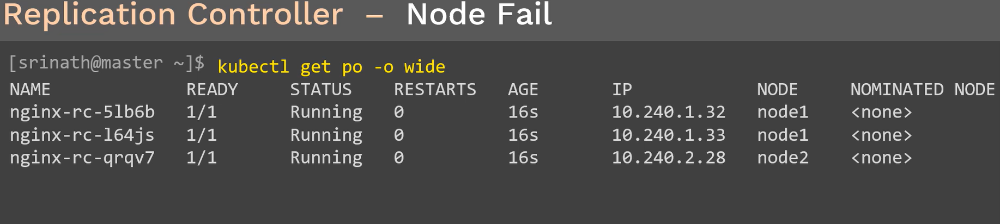 Replication Controller – Node Fail
[srinath@master ~]$ kubectl get po -o wide
NAME READY STATUS RESTARTS AGE IP NODE NOMINATED NODE
nginx-rc-5lb6b 1/1 Running 0 16s 10.240.1.32 node1 <none>
nginx-rc-l64js 1/1 Running 0 16s 10.240.1.33 node1 <none>
nginx-rc-qrqv7 1/1 Running 0 16s 10.240.2.28 node2 <none>